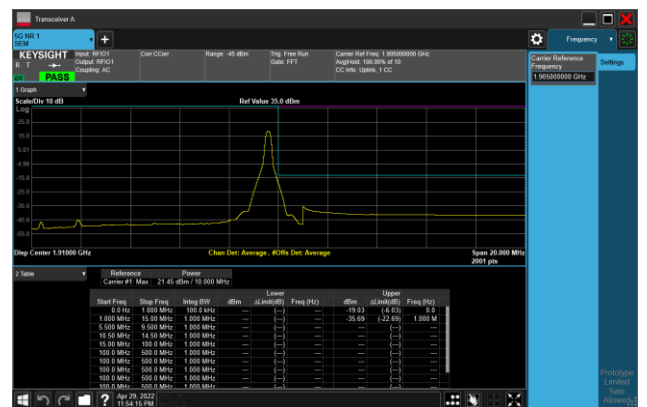 Transceiver A
5G NR 1
SEM
Frequency
KEYSIGHT
R T
PASS
Input: RFIO1
Output: RFIO1
Coupling: AC
Corr CCorr
Range: -45 dBm
Trig: Free Run
Gate: FFT
Carrier Ref Freq: 1.905000000 GHz
Avg|Hold: 100.00% of 10
CC Info: Uplink, 1 CC
Carrier Reference
Frequency
1.905000000 GHz
Settings
1 Graph
Scale/Div 10 dB
Ref Value 35.0 dBm
Log
25.0
15.0
5.01
-4.99
-15.0
-25.0
-35.0
-45.0
-55.0
Disp Center 1.91000 GHz
Chan Det: Average , #Offs Det: Average
Span 20.000 MHz
2001 pts
2 Table
Reference Power
Carrier #1: Max 21.45 dBm / 10.000 MHz
Lower Upper
Start Freq Stop Freq Integ BW dBm ΔLimit(dB) Freq (Hz) dBm ΔLimit(dB) Freq (Hz)
0.0 Hz 1.000 MHz 100.0 kHz --- (---) --- -19.03 (-6.03) 0.0
1.000 MHz 15.00 MHz 1.000 MHz --- (---) --- -35.69 (-22.69) 1.000 M
5.500 MHz 9.500 MHz 1.000 MHz --- (---) --- --- (---) ---
10.50 MHz 14.50 MHz 1.000 MHz --- (---) --- --- (---) ---
15.00 MHz 100.0 MHz 1.000 MHz --- (---) --- --- (---) ---
100.0 MHz 500.0 MHz 1.000 MHz --- (---) --- --- (---) ---
100.0 MHz 500.0 MHz 1.000 MHz --- (---) --- --- (---) ---
100.0 MHz 500.0 MHz 1.000 MHz --- (---) --- --- (---) ---
100.0 MHz 500.0 MHz 1.000 MHz --- (---) --- --- (---) ---
Apr 29, 2022
11:54:15 PM
Prototype
Limited
Sale
Allowed